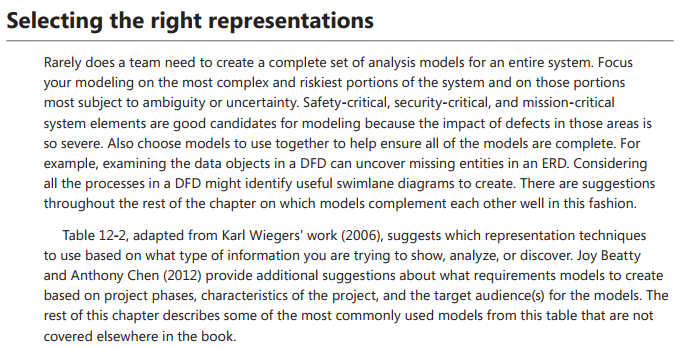 Selecting the right representations
Rarely does a team need to create a complete set of analysis models for an entire system. Focus
your modeling on the most complex and riskiest portions of the system and on those portions
most subject to ambiguity or uncertainty. Safety-critical, security-critical, and mission-critical
system elements are good candidates for modeling because the impact of defects in those areas is
so severe. Also choose models to use together to help ensure all of the models are complete. For
example, examining the data objects in a DFD can uncover missing entities in an ERD. Considering
all the processes in a DFD might identify useful swimlane diagrams to create. There are suggestions
throughout the rest of the chapter on which models complement each other well in this fashion.
Table 12-2, adapted from Karl Wiegers’ work (2006), suggests which representation techniques
to use based on what type of information you are trying to show, analyze, or discover. Joy Beatty
and Anthony Chen (2012) provide additional suggestions about what requirements models to create
based on project phases, characteristics of the project, and the target audience(s) for the models. The
rest of this chapter describes some of the most commonly used models from this table that are not
covered elsewhere in the book.